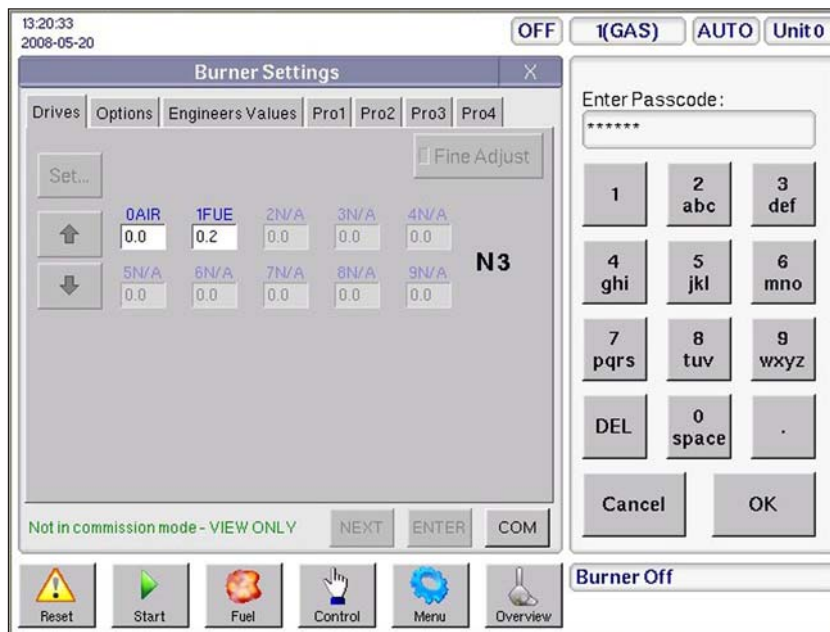 13:20:33
2008-05-20
OFF
1(GAS)
AUTO
Unit 0
Burner Settings
X
Drives
Options
Engineers Values
Pro1
Pro2
Pro3
Pro4
Set...
Fine Adjust
0AIR 1FUE 2N/A 3N/A 4N/A
0.0 0.2 0.0 0.0 0.0
N3
5N/A 6N/A 7N/A 8N/A 9N/A
0.0 0.0 0.0 0.0 0.0
Not in commission mode - VIEW ONLY
NEXT
ENTER
COM
Enter Passcode:
******
1
2
abc
3
def
4
ghi
5
jkl
6
mno
7
pqrs
8
tuv
9
wxyz
DEL
0
space
.
Cancel
OK
Reset
Start
Fuel
Control
Menu
Overview
Burner Off